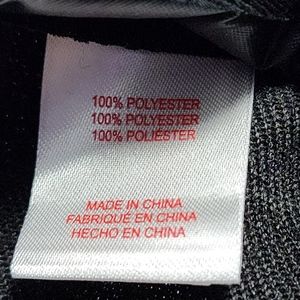 100% POLYESTER
100% POLYESTER
100% POLIÉSTER
MADE IN CHINA
FABRIQUÉ EN CHINA
HECHO EN CHINA